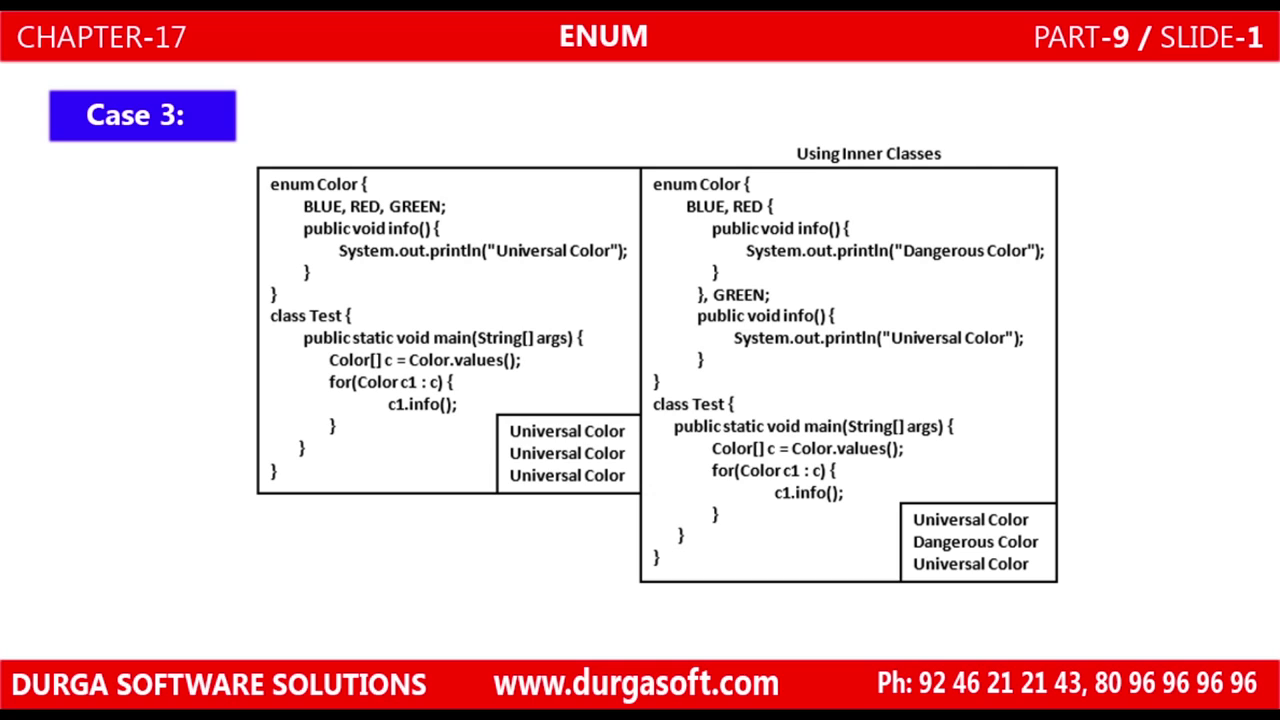 CHAPTER-17
ENUM
PART-9 / SLIDE-1
Case 3:
enum Color {
BLUE, RED, GREEN;
public void info() {
System.out.println("Universal Color");
}
}
class Test {
public static void main(String[] args) {
Color[] c = Color.values();
for(Color c1 : c) {
c1.info();
}
}
}
Universal Color
Universal Color
Universal Color
Using Inner Classes
enum Color {
BLUE, RED {
public void info() {
System.out.println("Dangerous Color");
}
}, GREEN;
public void info() {
System.out.println("Universal Color");
}
}
class Test {
public static void main(String[] args) {
Color[] c = Color.values();
for(Color c1 : c) {
c1.info();
}
}
}
Universal Color
Dangerous Color
Universal Color
DURGA SOFTWARE SOLUTIONS
www.durgasoft.com
Ph: 92 46 21 21 43, 80 96 96 96 96